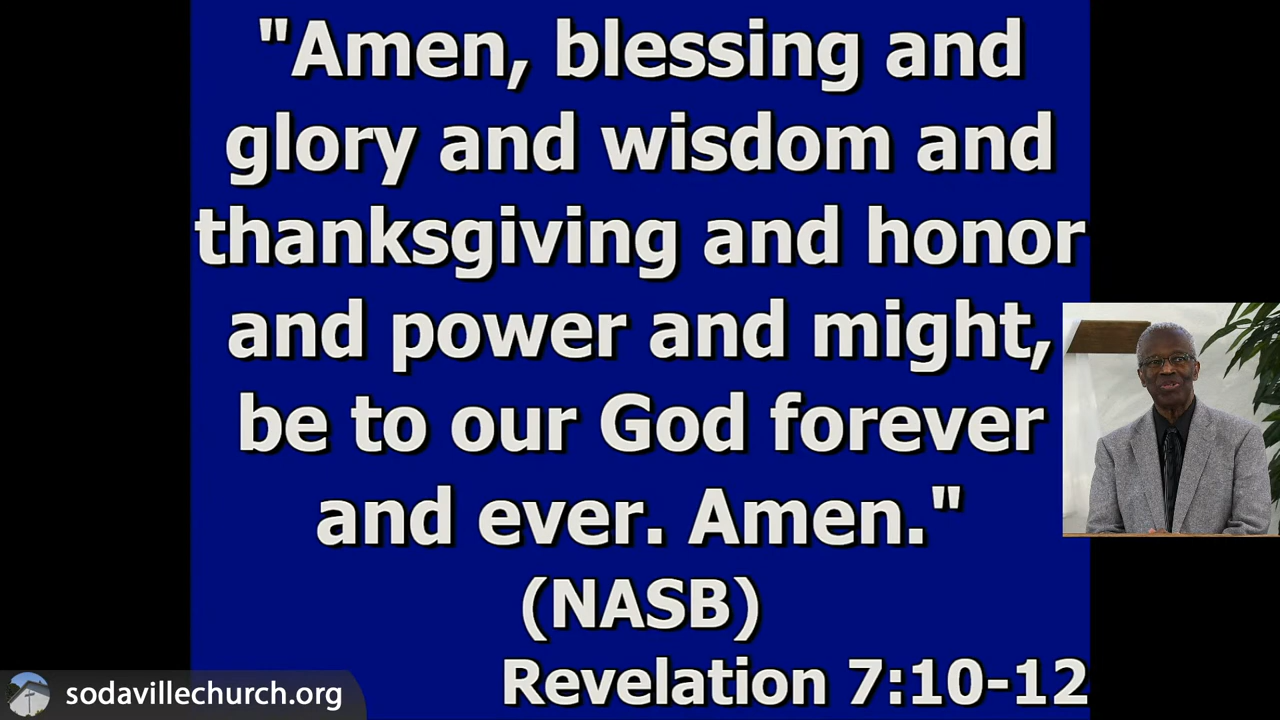 "Amen, blessing and
glory and wisdom and
thanksgiving and honor
and power and might,
be to our God forever
and ever. Amen."
(NASB)
Revelation 7:10-12
sodavillechurch.org